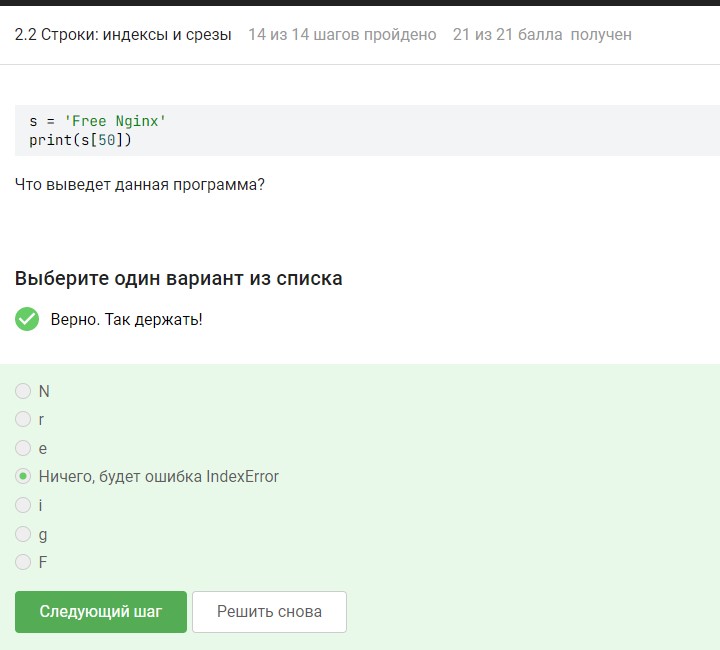 2.2 Строки: индексы и срезы 14 из 14 шагов пройдено 21 из 21 балла получен
s = 'Free Nginx'
print(s[50])
Что выведет данная программа?
Выберите один вариант из списка
Верно. Так держать!
N
r
e
Ничего, будет ошибка IndexError
i
g
F
Следующий шаг Решить снова